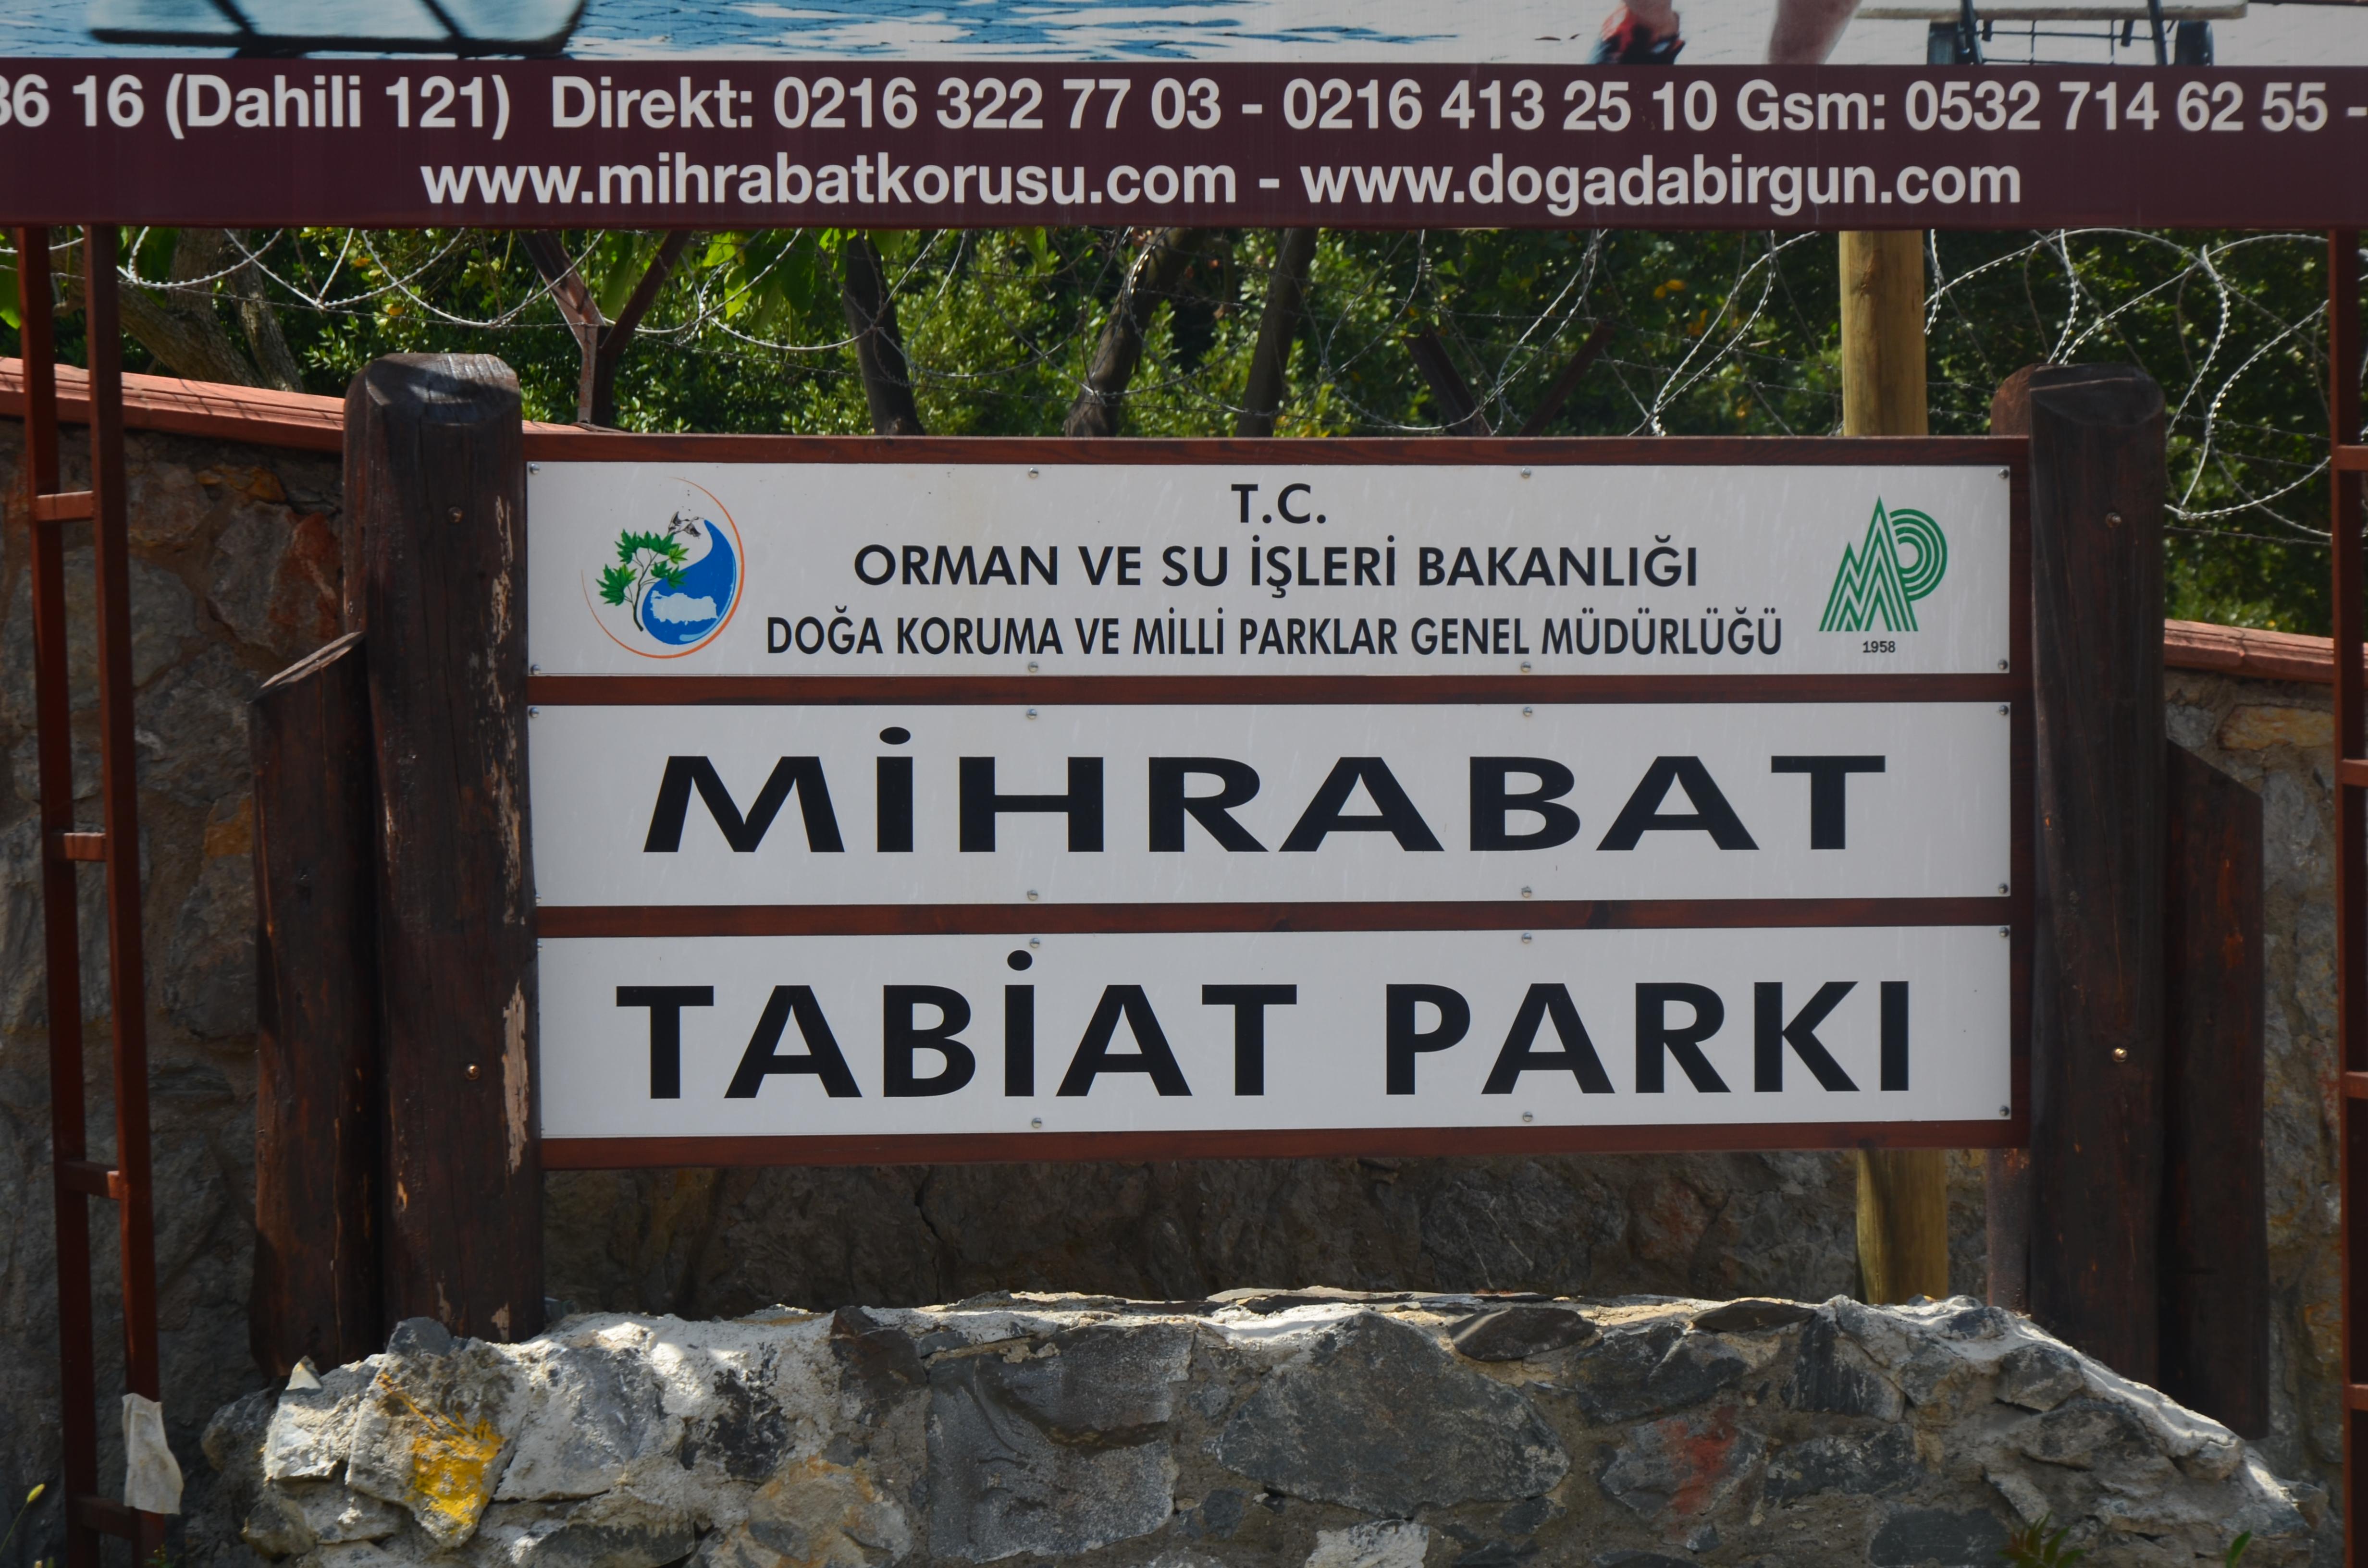 36 16 (Dahili 121) Direkt: 0216 322 77 03 - 0216 413 25 10 Gsm: 0532 714 62 55 -
www.mihrabatkorusu.com - www.dogadabirgun.com
T.C.
ORMAN VE SU İŞLERİ BAKANLIĞI
DOĞA KORUMA VE MİLLİ PARKLAR GENEL MÜDÜRLÜĞÜ
MP
1958
MİHRABAT
TABİAT PARKI